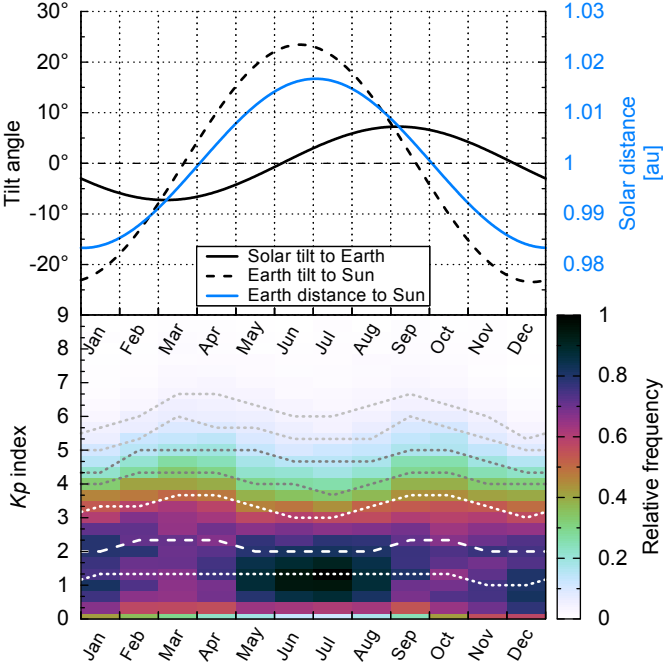 30°
20°
10°
0°
-10°
-20°
Tilt angle
1.03
1.02
1.01
1
0.99
0.98
Solar distance
[au]
Solar tilt to Earth
Earth tilt to Sun
Earth distance to Sun
Jan Feb Mar Apr May Jun Jul Aug Sep Oct Nov Dec
9
8
7
6
5
4
3
2
1
0
Kp index
1
0.8
0.6
0.4
0.2
0
Relative frequency
Jan Feb Mar Apr May Jun Jul Aug Sep Oct Nov Dec